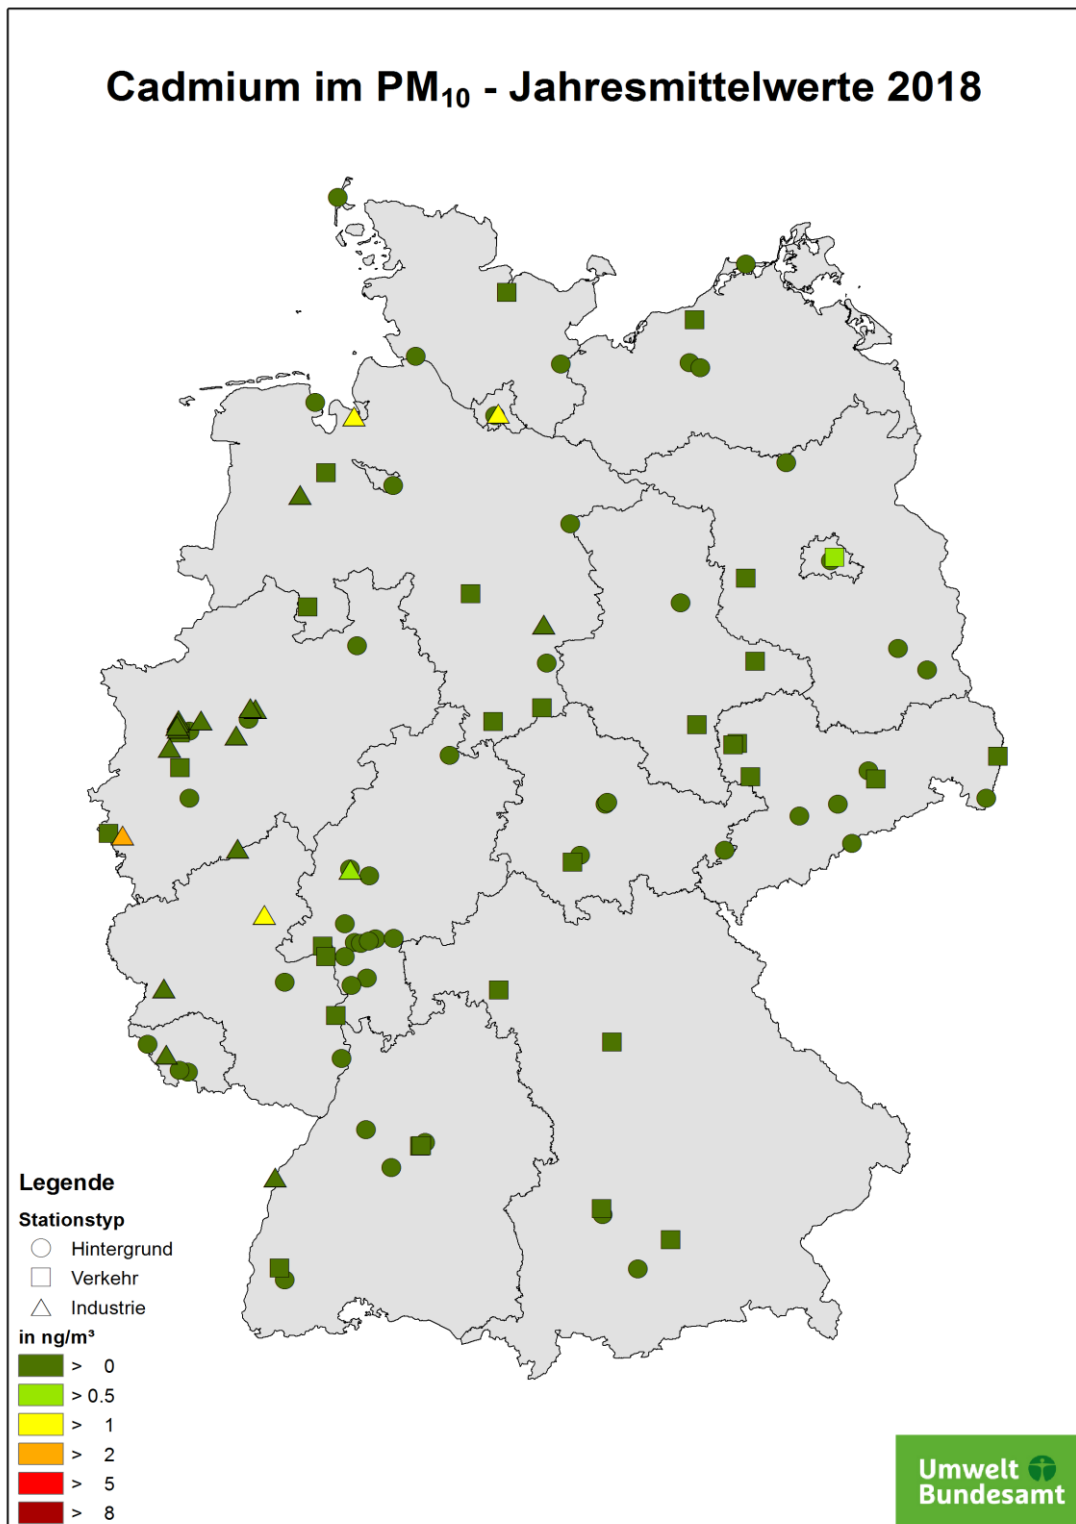 Cadmium im PM₁₀ - Jahresmittelwerte 2018
Legende
Stationstyp
Hintergrund
Verkehr
Industrie
in ng/m³
> 0
> 0.5
> 1
> 2
> 5
> 8
Umwelt
Bundesamt